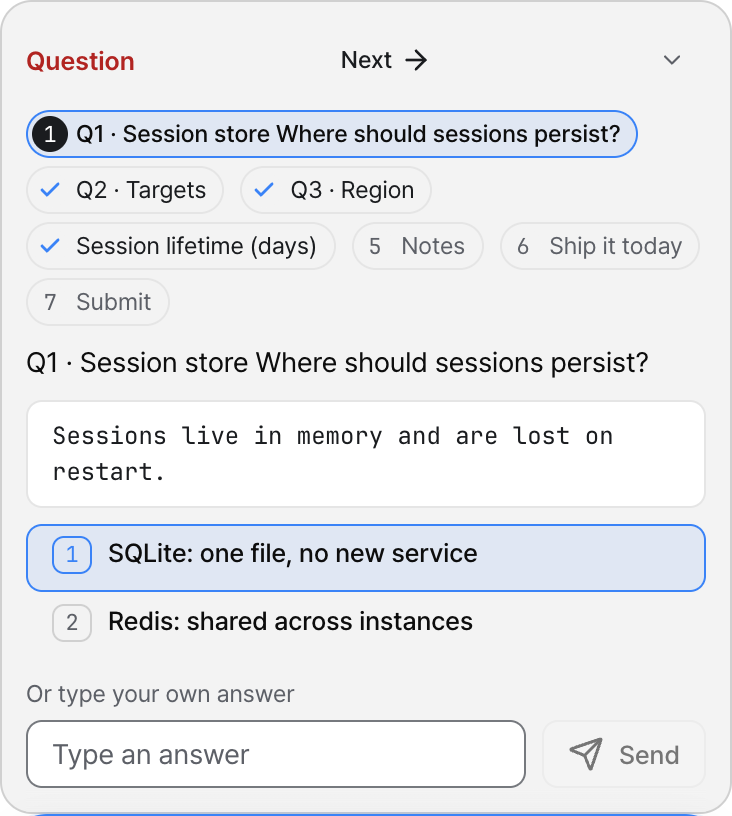 Question
Next
1 Q1 · Session store Where should sessions persist?
Q2 · Targets
Q3 · Region
Session lifetime (days)
5 Notes
6 Ship it today
7 Submit
Q1 · Session store Where should sessions persist?
Sessions live in memory and are lost on
restart.
1 SQLite: one file, no new service
2 Redis: shared across instances
Or type your own answer
Type an answer
Send